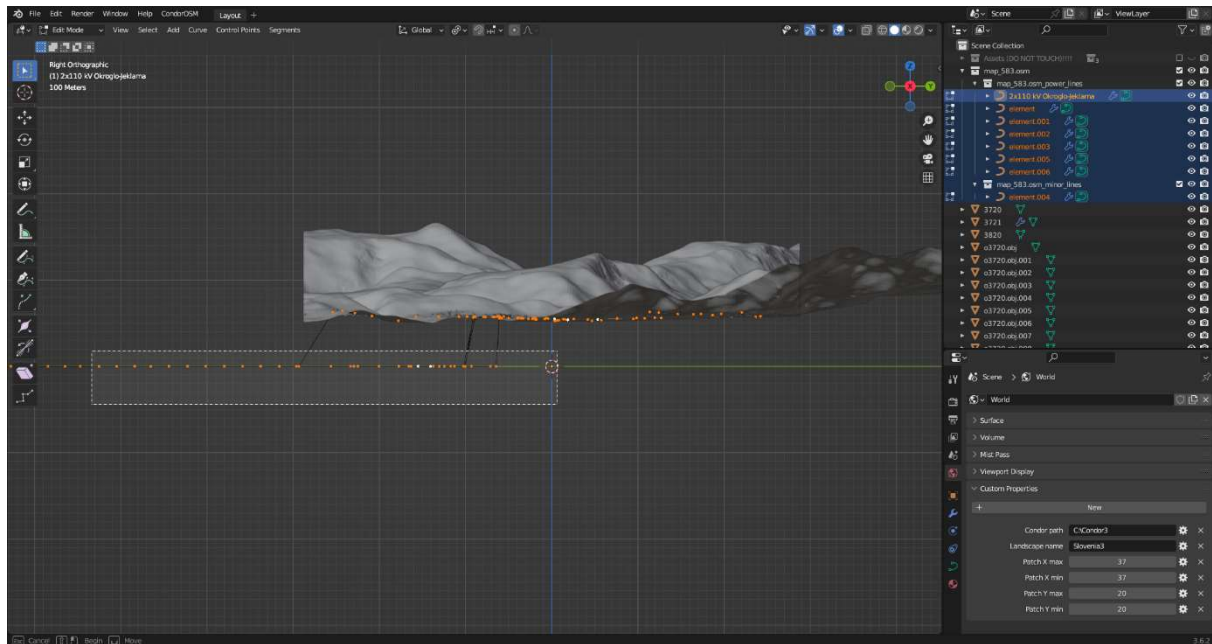 File Edit Render Window Help CondorOSM Layout +
Scene ViewLayer
Edit Mode View Select Add Curve Control Points Segments Global
Right Orthographic
(1) 2x110 kV Okroglo-Jeklarna
100 Meters
Scene Collection
Assets (DO NOT TOUCH)!!!! 3
map_583.osm
map_583.osm_power_lines
2x110 kV Okroglo-Jeklarna
element
element.001
element.002
element.003
element.005
element.006
map_583.osm_minor_lines
element.004
3720
3721
3820
o3720.obj
o3720.obj.001
o3720.obj.002
o3720.obj.003
o3720.obj.004
o3720.obj.005
o3720.obj.006
o3720.obj.007
Scene > World
World
Surface
Volume
Mist Pass
Viewport Display
Custom Properties
+ New
Condor path C:\Condor3
Landscape name Slovenia3
Patch X max 37
Patch X min 37
Patch Y max 20
Patch Y min 20
Esc Cancel Begin Move
3.6.2